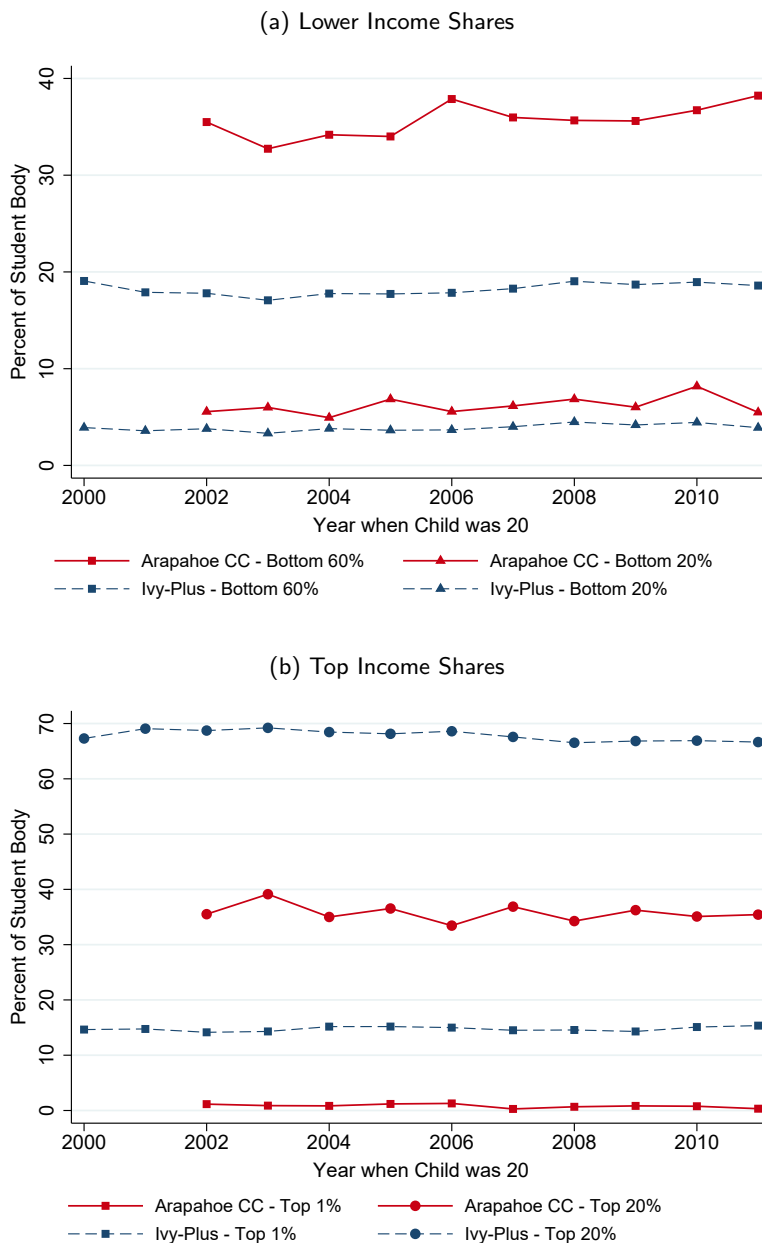 (a) Lower Income Shares
40
30
20
10
0
Percent of Student Body
2000 2002 2004 2006 2008 2010
Year when Child was 20
Arapahoe CC - Bottom 60% Arapahoe CC - Bottom 20%
Ivy-Plus - Bottom 60% Ivy-Plus - Bottom 20%
(b) Top Income Shares
70
60
50
40
30
20
10
0
Percent of Student Body
2000 2002 2004 2006 2008 2010
Year when Child was 20
Arapahoe CC - Top 1% Arapahoe CC - Top 20%
Ivy-Plus - Top 1% Ivy-Plus - Top 20%